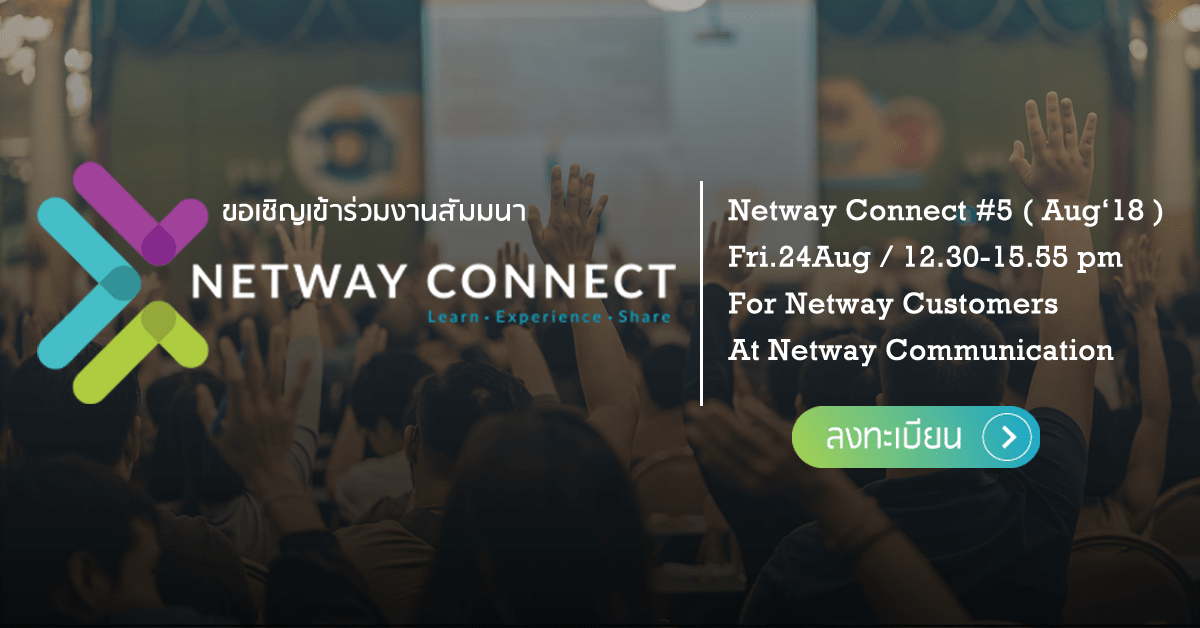 ขอเชิญเข้าร่วมงานสัมมนา
NETWAY CONNECT
Learn • Experience • Share
Netway Connect #5 ( Aug‘18 )
Fri.24Aug / 12.30-15.55 pm
For Netway Customers
At Netway Communication
ลงทะเบียน